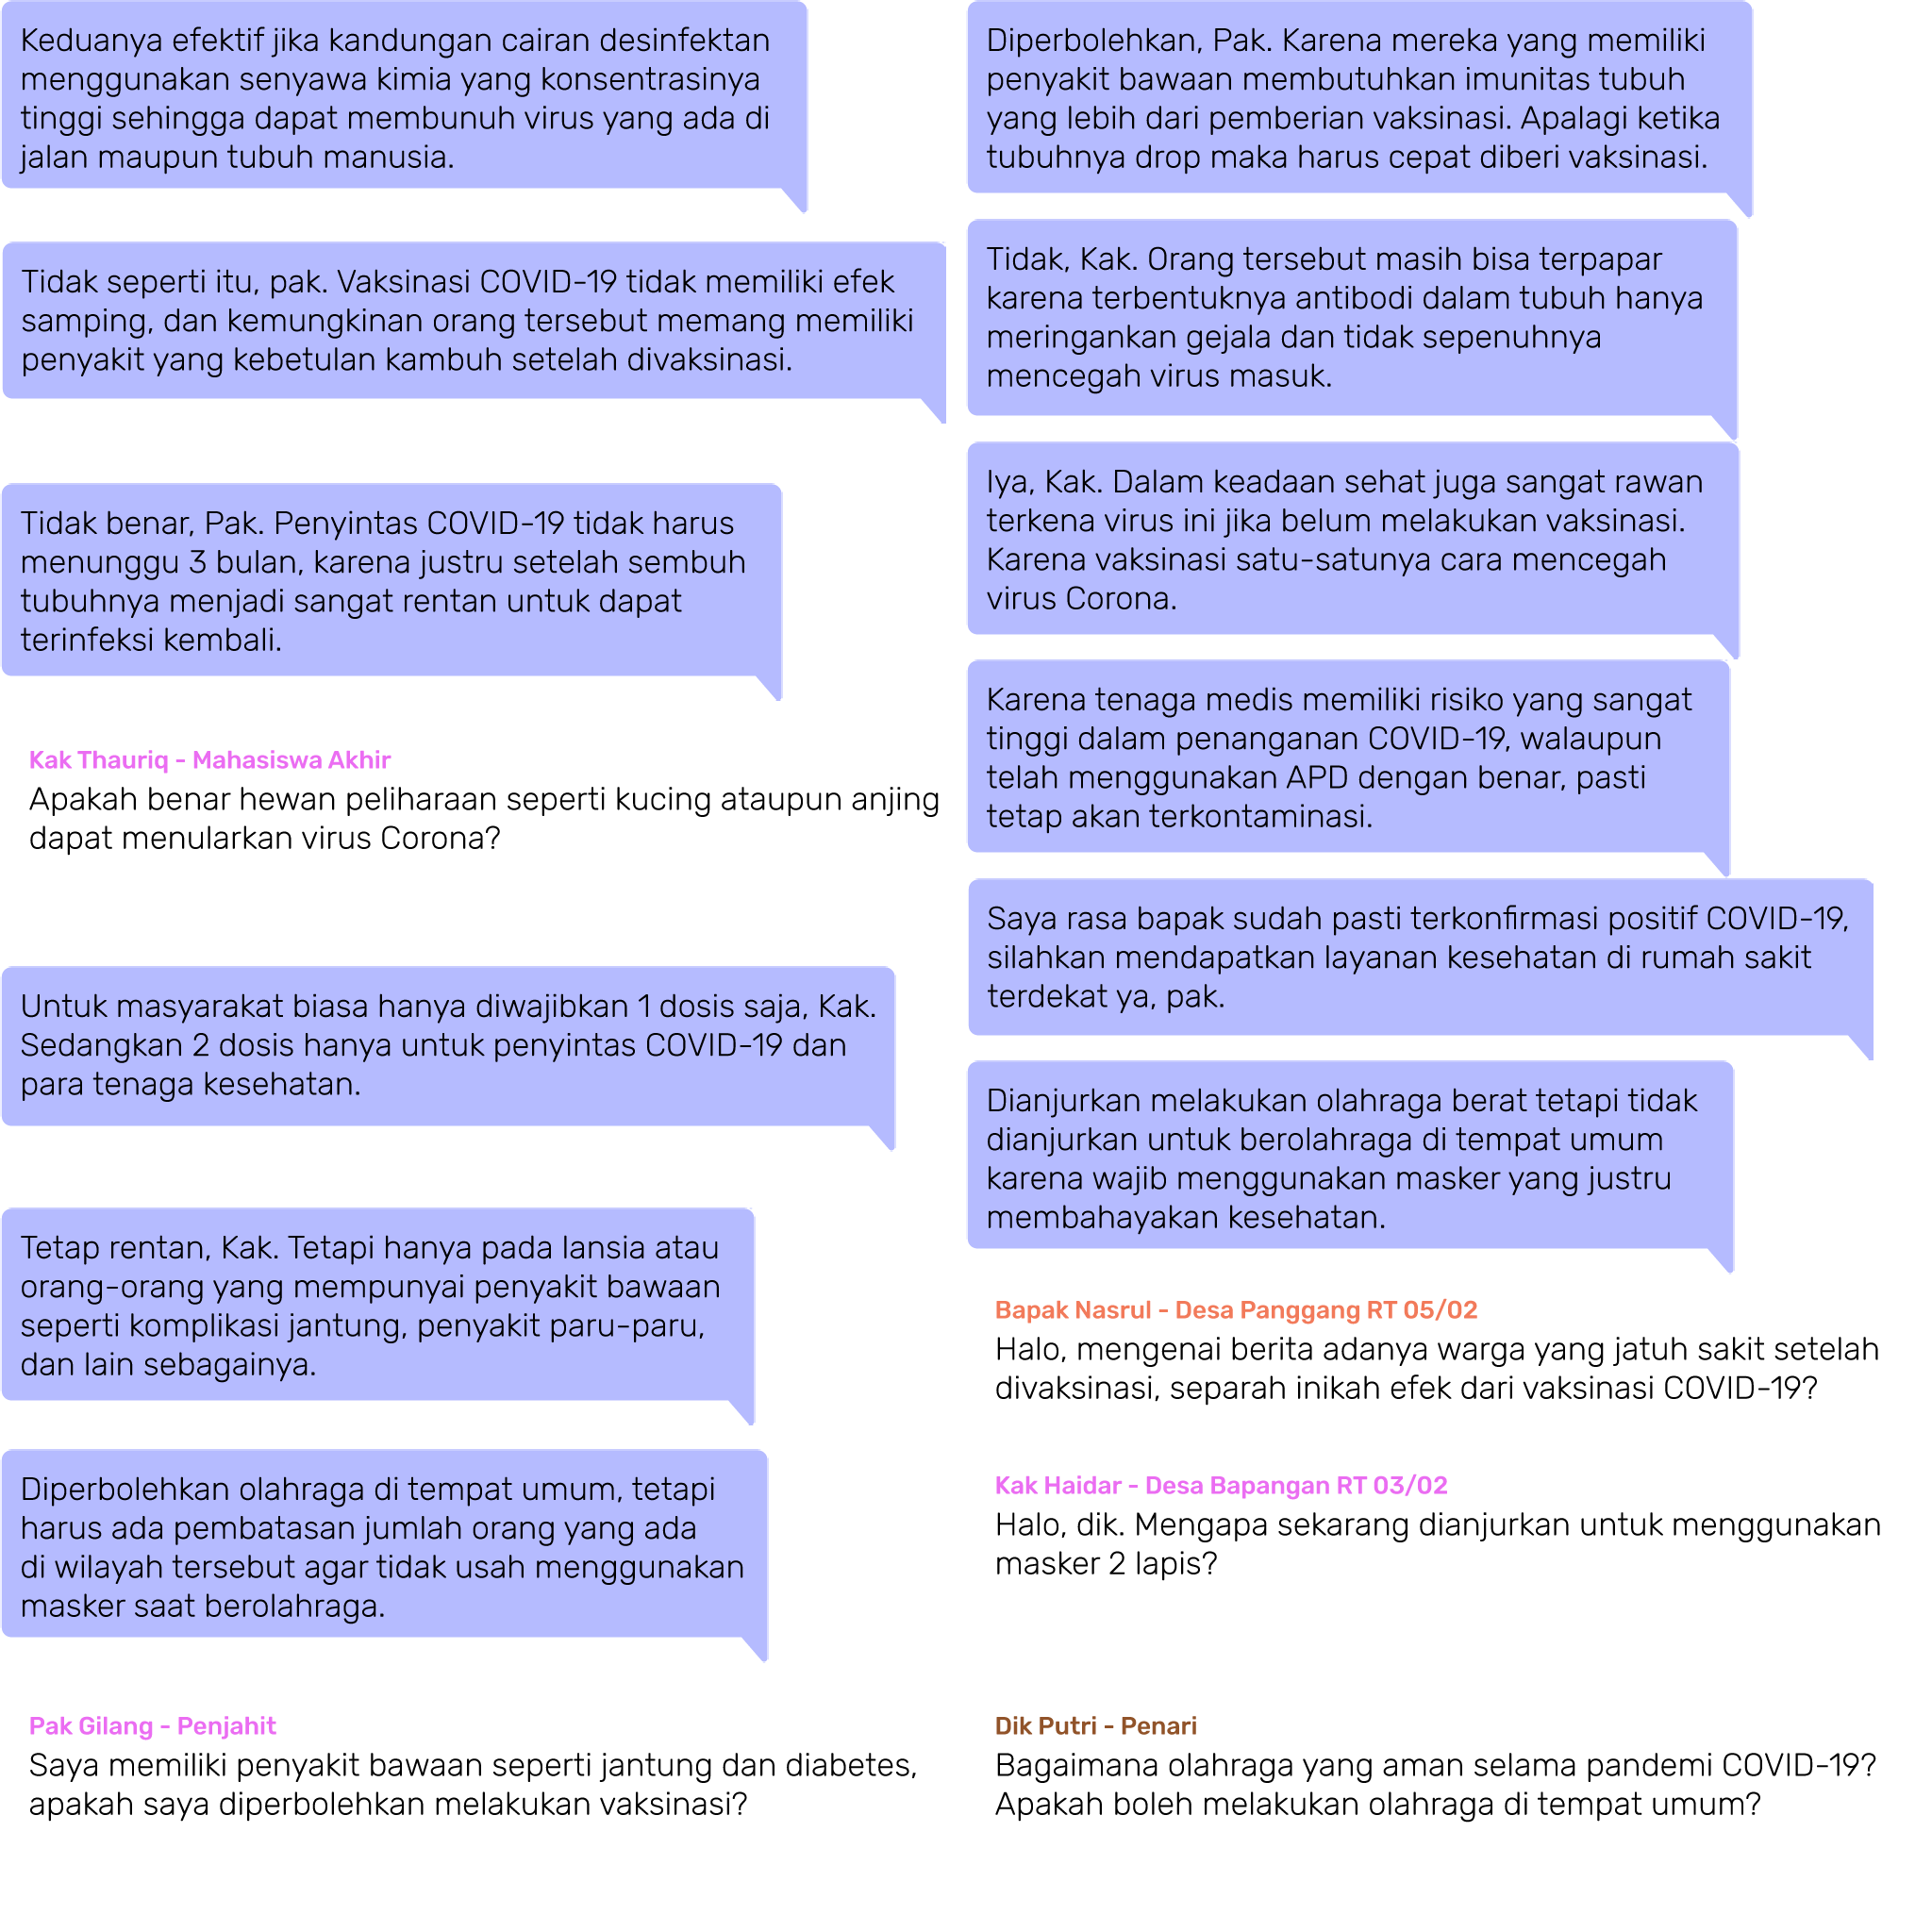 Keduanya efektif jika kandungan cairan desinfektan
menggunakan senyawa kimia yang konsentrasinya
tinggi sehingga dapat membunuh virus yang ada di
jalan maupun tubuh manusia.
Tidak seperti itu, pak. Vaksinasi COVID-19 tidak memiliki efek
samping, dan kemungkinan orang tersebut memang memiliki
penyakit yang kebetulan kambuh setelah divaksinasi.
Tidak benar, Pak. Penyintas COVID-19 tidak harus
menunggu 3 bulan, karena justru setelah sembuh
tubuhnya menjadi sangat rentan untuk dapat
terinfeksi kembali.
Kak Thauriq - Mahasiswa Akhir
Apakah benar hewan peliharaan seperti kucing ataupun anjing
dapat menularkan virus Corona?
Untuk masyarakat biasa hanya diwajibkan 1 dosis saja, Kak.
Sedangkan 2 dosis hanya untuk penyintas COVID-19 dan
para tenaga kesehatan.
Tetap rentan, Kak. Tetapi hanya pada lansia atau
orang-orang yang mempunyai penyakit bawaan
seperti komplikasi jantung, penyakit paru-paru,
dan lain sebagainya.
Diperbolehkan olahraga di tempat umum, tetapi
harus ada pembatasan jumlah orang yang ada
di wilayah tersebut agar tidak usah menggunakan
masker saat berolahraga.
Pak Gilang - Penjahit
Saya memiliki penyakit bawaan seperti jantung dan diabetes,
apakah saya diperbolehkan melakukan vaksinasi?
Diperbolehkan, Pak. Karena mereka yang memiliki
penyakit bawaan membutuhkan imunitas tubuh
yang lebih dari pemberian vaksinasi. Apalagi ketika
tubuhnya drop maka harus cepat diberi vaksinasi.
Tidak, Kak. Orang tersebut masih bisa terpapar
karena terbentuknya antibodi dalam tubuh hanya
meringankan gejala dan tidak sepenuhnya
mencegah virus masuk.
Iya, Kak. Dalam keadaan sehat juga sangat rawan
terkena virus ini jika belum melakukan vaksinasi.
Karena vaksinasi satu-satunya cara mencegah
virus Corona.
Karena tenaga medis memiliki risiko yang sangat
tinggi dalam penanganan COVID-19, walaupun
telah menggunakan APD dengan benar, pasti
tetap akan terkontaminasi.
Saya rasa bapak sudah pasti terkonfirmasi positif COVID-19,
silahkan mendapatkan layanan kesehatan di rumah sakit
terdekat ya, pak.
Dianjurkan melakukan olahraga berat tetapi tidak
dianjurkan untuk berolahraga di tempat umum
karena wajib menggunakan masker yang justru
membahayakan kesehatan.
Bapak Nasrul - Desa Panggang RT 05/02
Halo, mengenai berita adanya warga yang jatuh sakit setelah
divaksinasi, separah inikah efek dari vaksinasi COVID-19?
Kak Haidar - Desa Bapangan RT 03/02
Halo, dik. Mengapa sekarang dianjurkan untuk menggunakan
masker 2 lapis?
Dik Putri - Penari
Bagaimana olahraga yang aman selama pandemi COVID-19?
Apakah boleh melakukan olahraga di tempat umum?